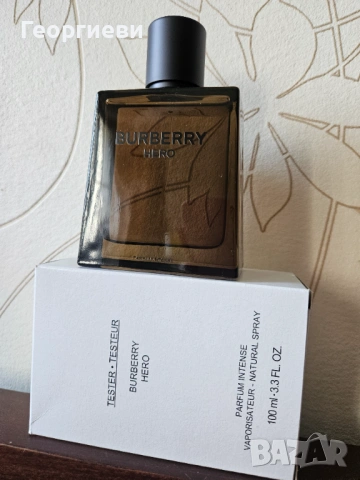 Георгиеви
BURBERRY
HERO
TESTER • TESTEUR
BURBERRY
HERO
PARFUM INTENSE
VAPORISATEUR - NATURAL SPRAY
100 ml - 3.3 FL. OZ.
BAZAR